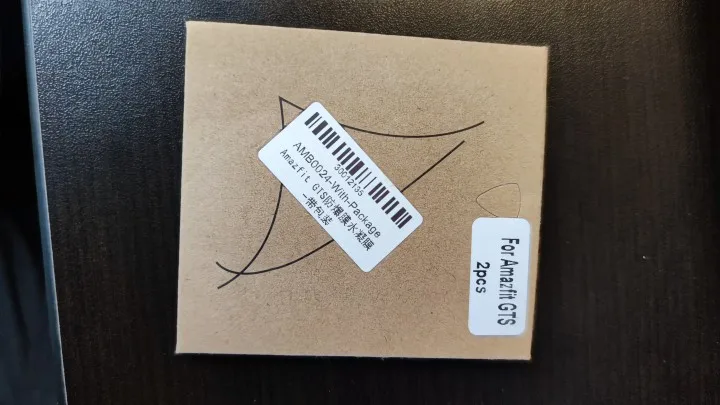 30012135
AMB0024-With-Package
Amazfit GTS防爆膜水凝膜
-带包装
For Amazfit GTS
2pcs